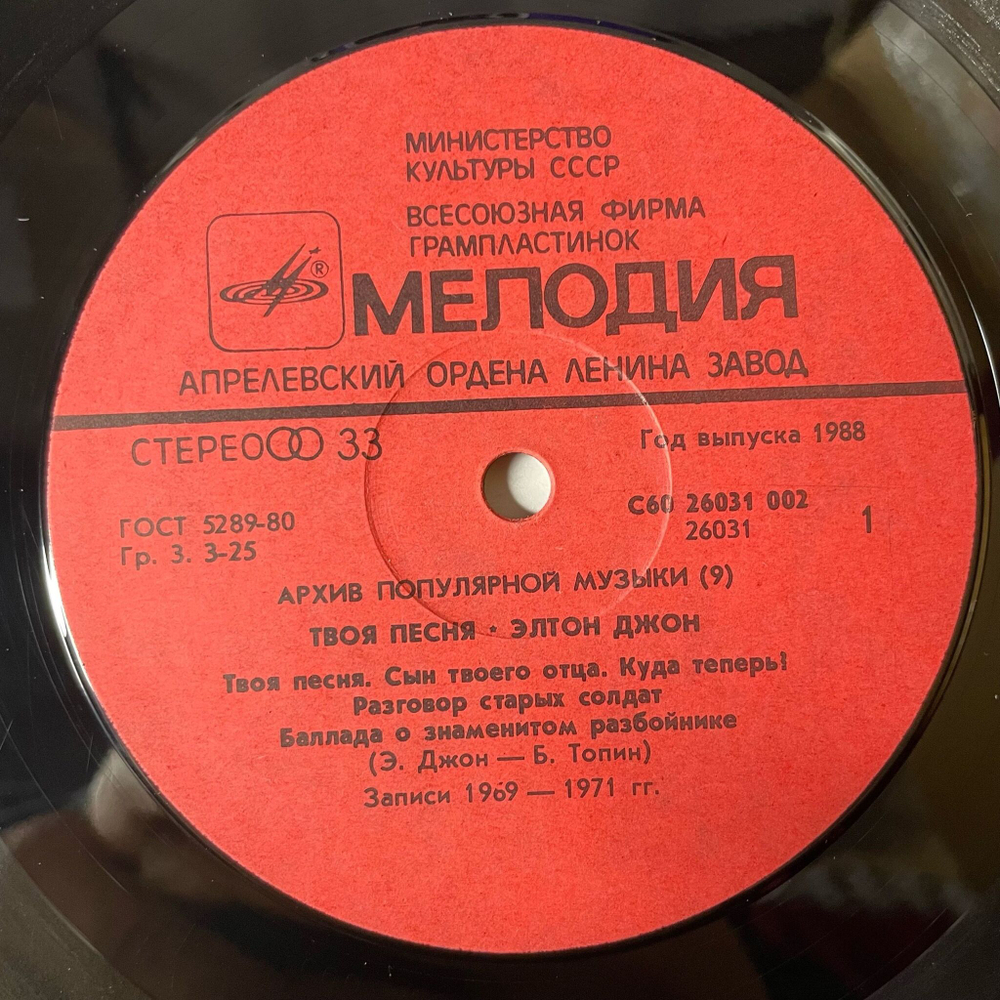 МИНИСТЕРСТВО
КУЛЬТУРЫ СССР
ВСЕСОЮЗНАЯ ФИРМА
ГРАМПЛАСТИНОК
®
МЕЛОДИЯ
АПРЕЛЕВСКИЙ ОРДЕНА ЛЕНИНА ЗАВОД
СТЕРЕО 33
Год выпуска 1988
ГОСТ 5289-80
Гр. 3. 3-25
С60 26031 002
26031
1
АРХИВ ПОПУЛЯРНОЙ МУЗЫКИ (9)
ТВОЯ ПЕСНЯ • ЭЛТОН ДЖОН
Твоя песня. Сын твоего отца. Куда теперь?
Разговор старых солдат
Баллада о знаменитом разбойнике
(Э. Джон — Б. Топин)
Записи 1969 — 1971 гг.